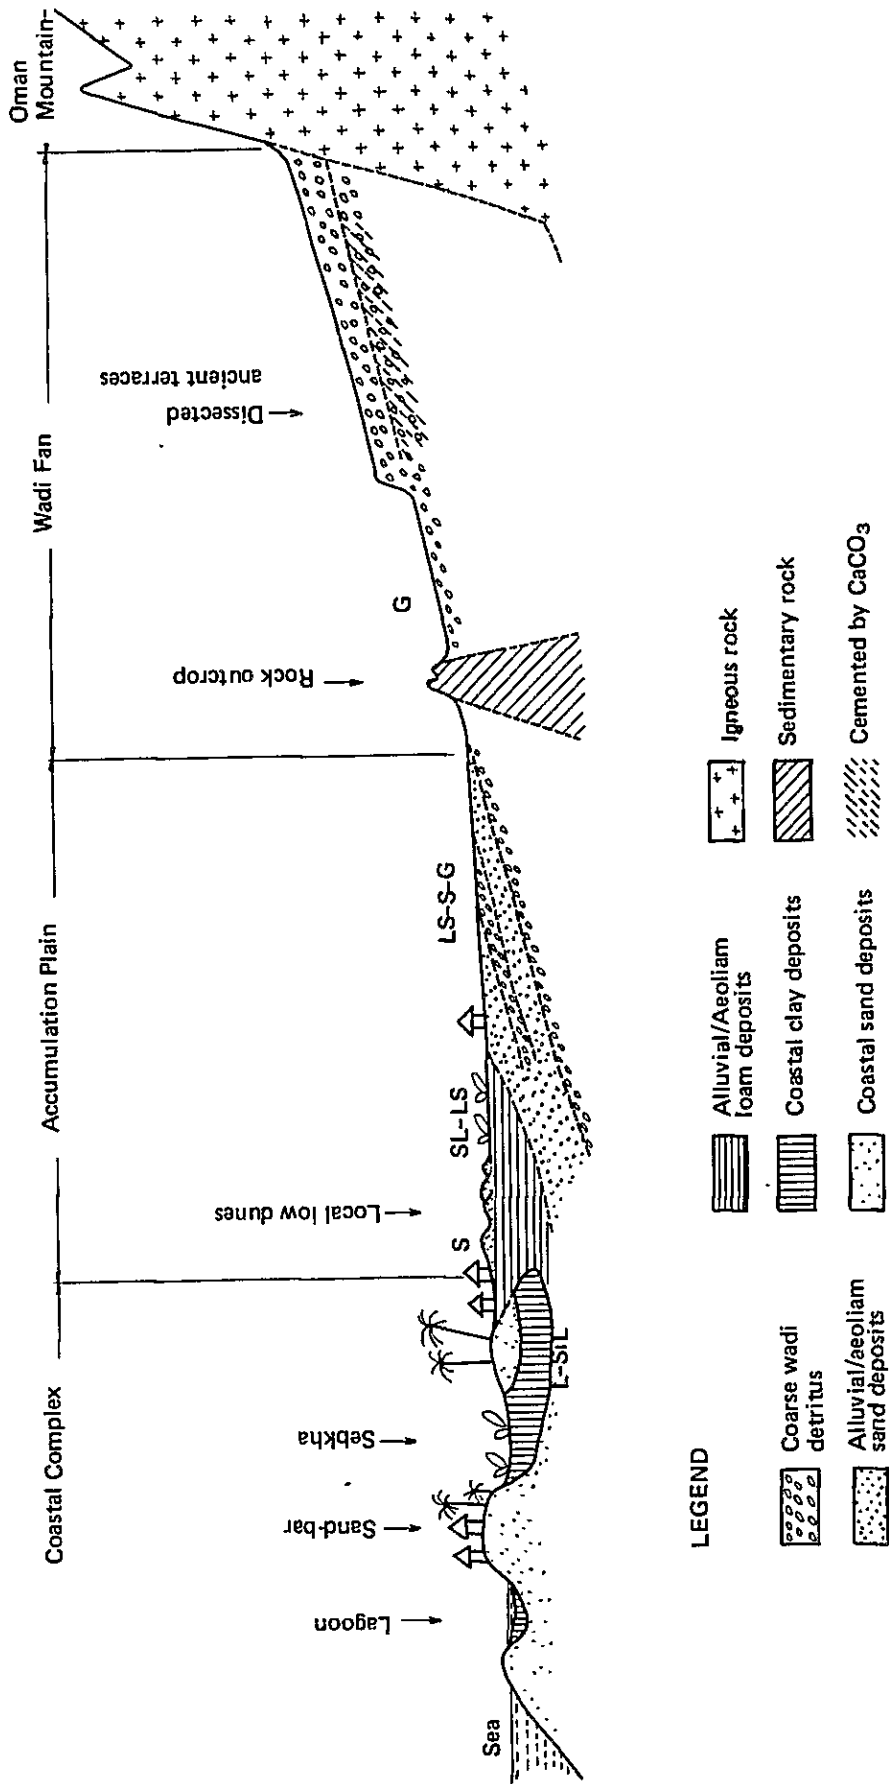 Coastal Complex
Accumulation Plain
Wadi Fan
Oman
Mountain
Sea
Lagoon
Sand-bar
Sebkha
Local low dunes
Rock outcrop
Dissected
ancient terraces
L-SiL
S
SL-LS
LS-S-G
G
LEGEND
Coarse wadi
detritus
Alluvial/aeoliam
sand deposits
Alluvial/Aeoliam
loam deposits
Coastal clay deposits
Coastal sand deposits
Igneous rock
Sedimentary rock
Cemented by CaCO₃